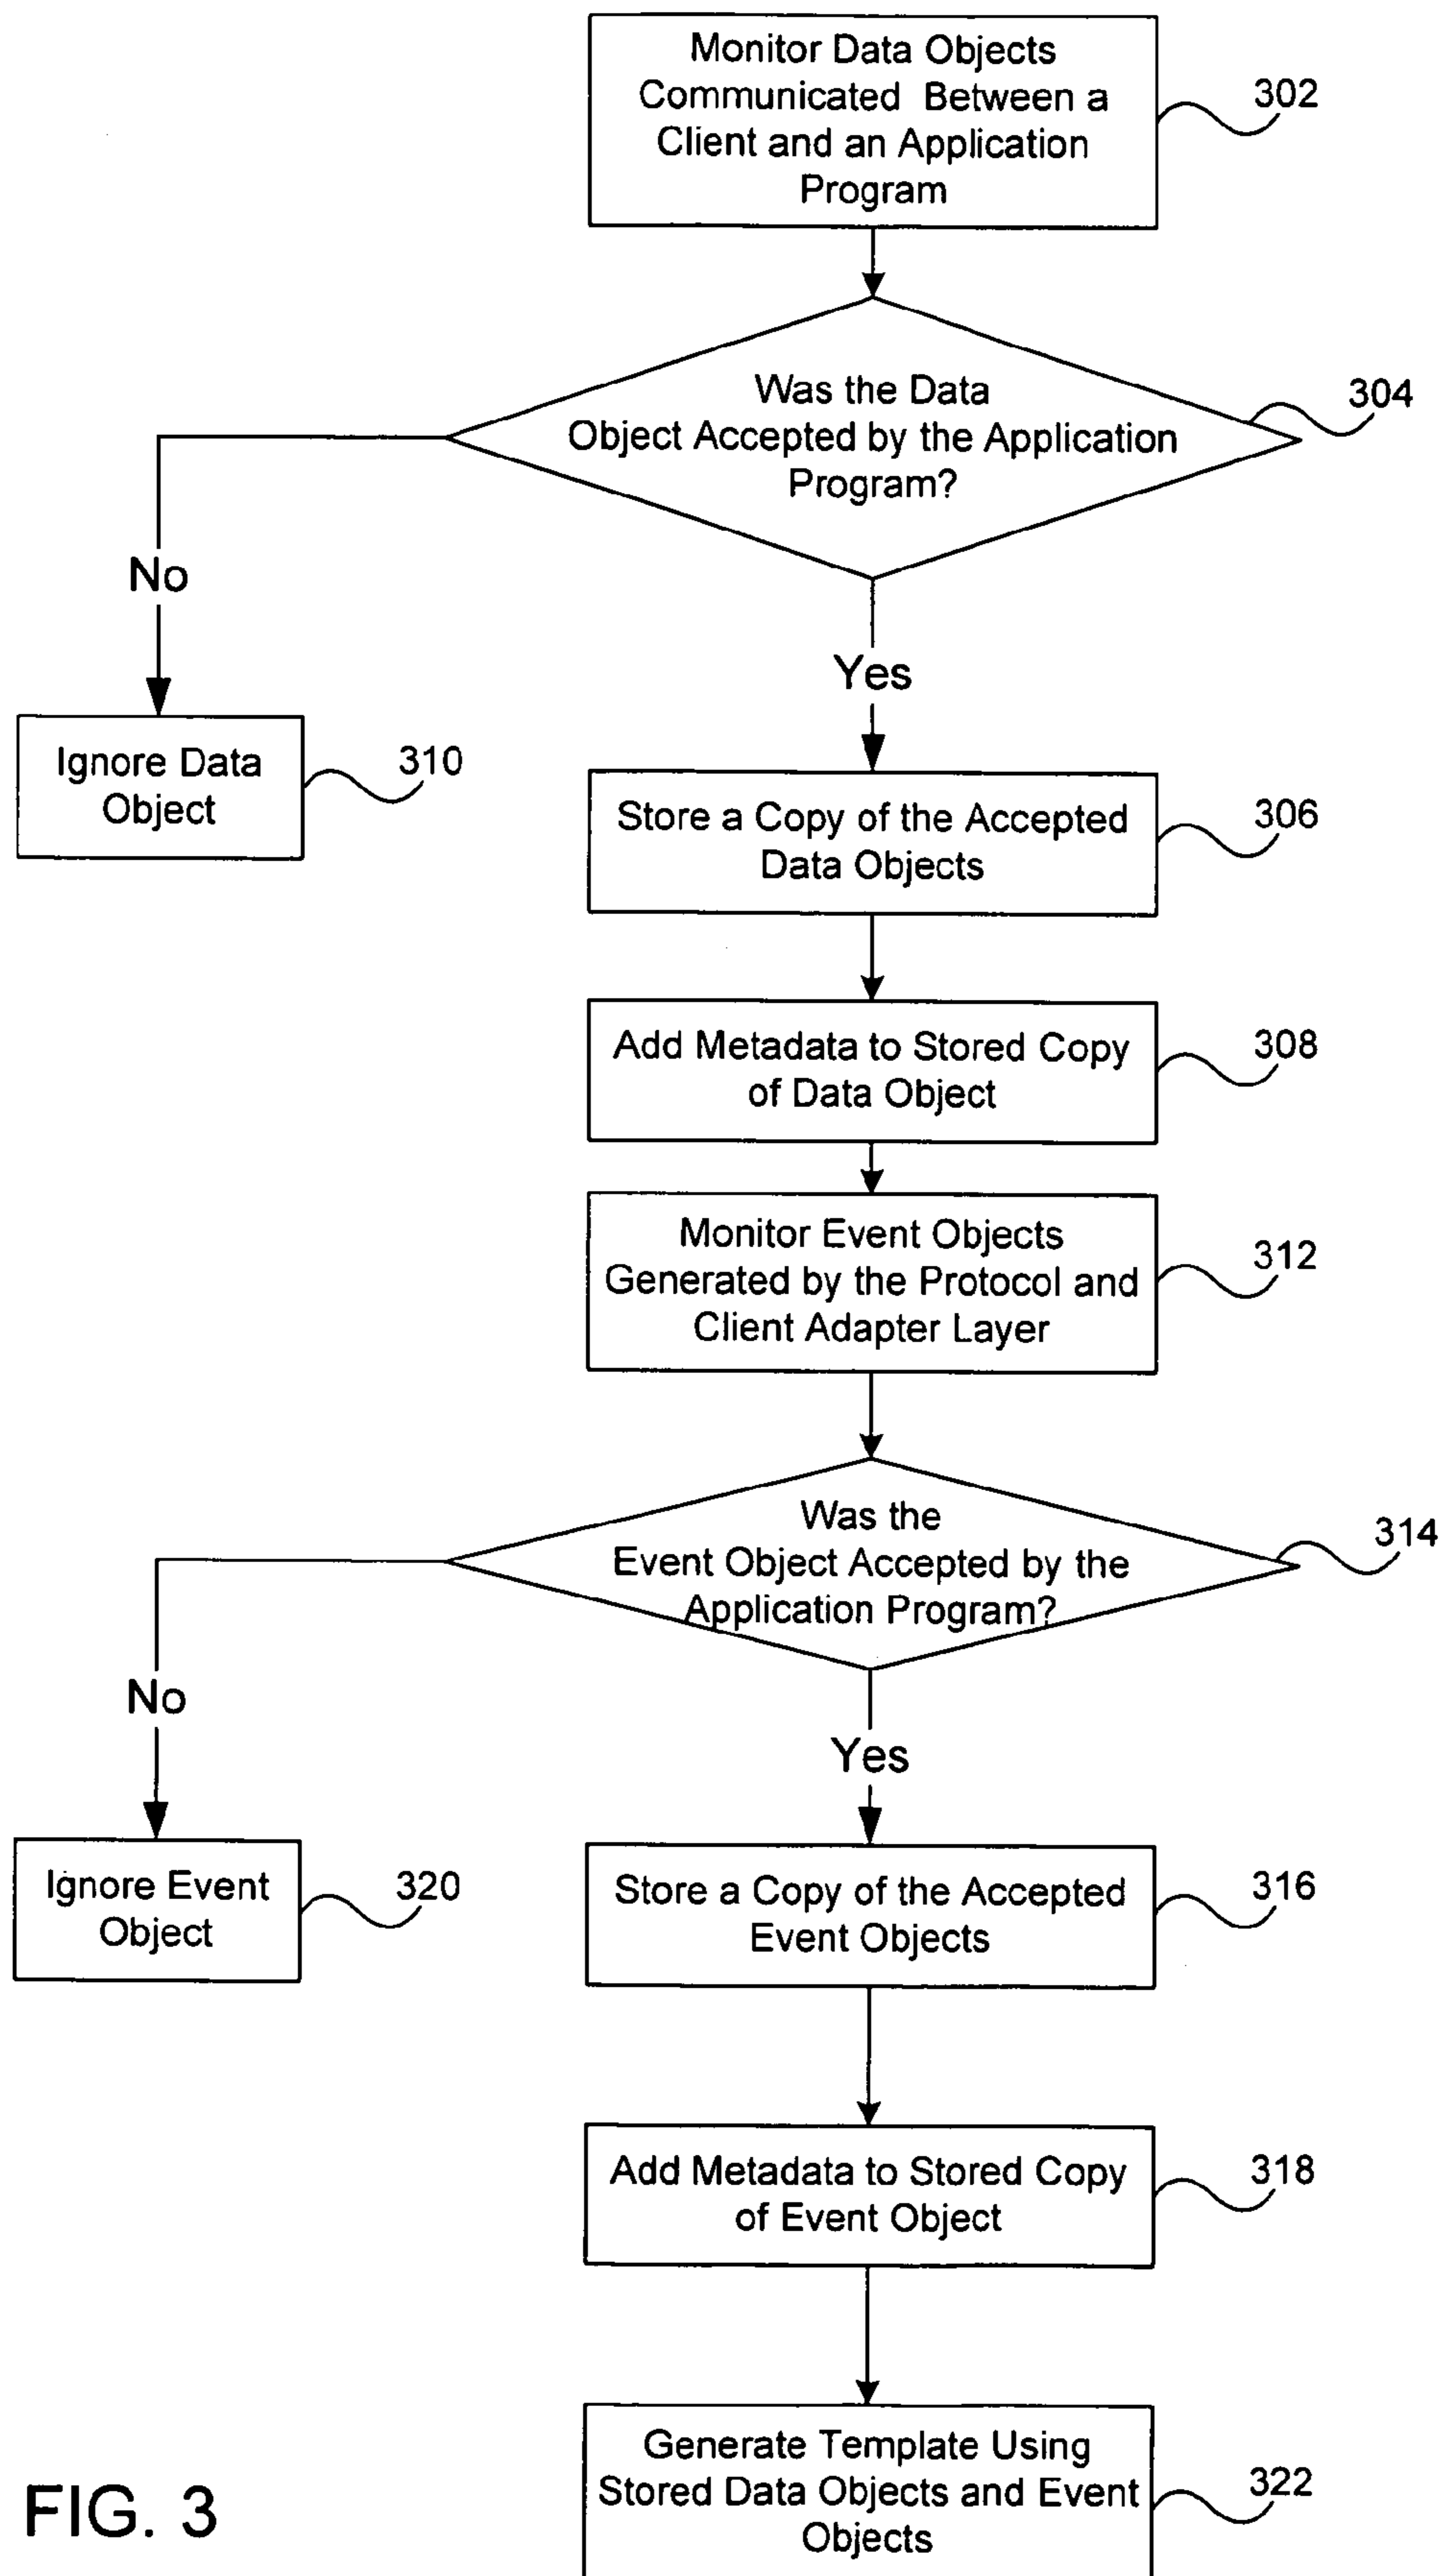 Monitor Data Objects
Communicated Between a
Client and an Application
Program
302
Was the Data
Object Accepted by the Application
Program?
304
No
Yes
Ignore Data
Object
310
Store a Copy of the Accepted
Data Objects
306
Add Metadata to Stored Copy
of Data Object
308
Monitor Event Objects
Generated by the Protocol and
Client Adapter Layer
312
Was the
Event Object Accepted by the
Application Program?
314
No
Yes
Ignore Event
Object
320
Store a Copy of the Accepted
Event Objects
316
Add Metadata to Stored Copy
of Event Object
318
Generate Template Using
Stored Data Objects and Event
Objects
322
FIG. 3